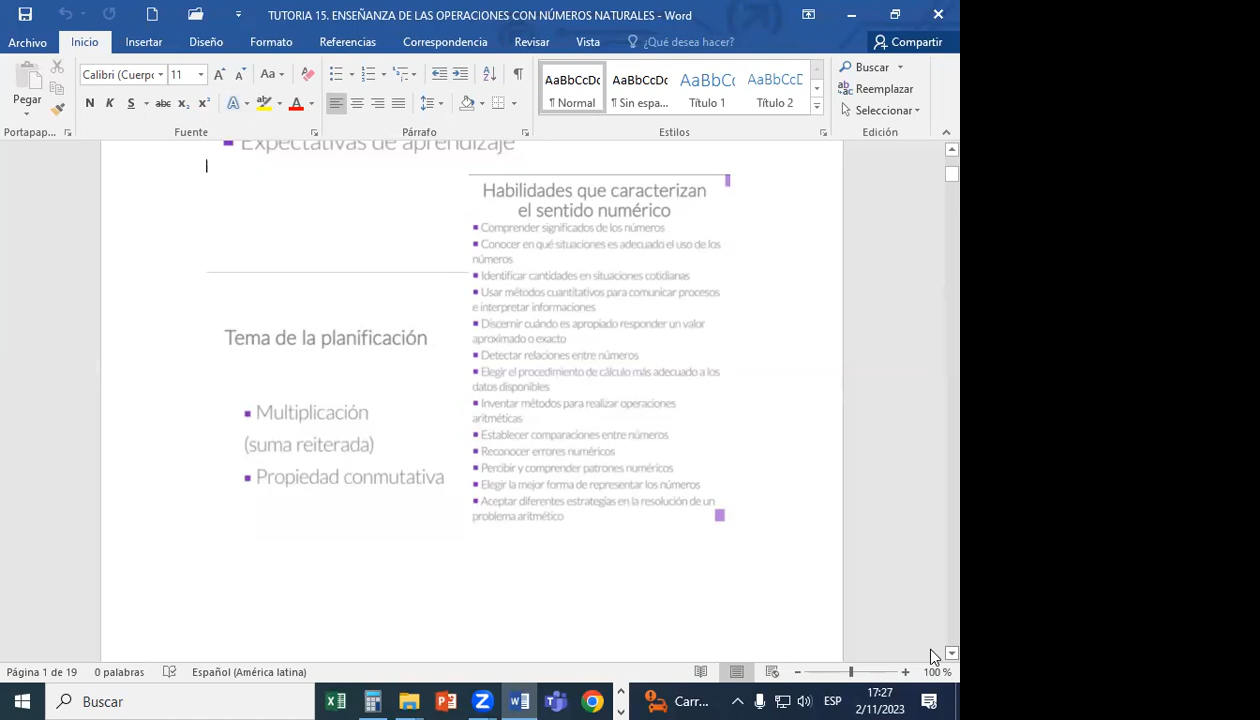 TUTORIA 15. ENSEÑANZA DE LAS OPERACIONES CON NÚMEROS NATURALES - Word
Archivo Inicio Insertar Diseño Formato Referencias Correspondencia Revisar Vista ¿Qué desea hacer? Compartir
Pegar
Calibri (Cuerpc 11
Aa
N K S abc x₂ x²
AaBbCcDc AaBbCcDc AaBbCc AaBbCcD
¶ Normal ¶ Sin espa... Título 1 Título 2
Buscar
Reemplazar
Seleccionar
Portapap... Fuente Párrafo Estilos Edición
Expectativas de aprendizaje
Habilidades que caracterizan
el sentido numérico
Comprender significados de los números
Conocer en qué situaciones es adecuado el uso de los
números
Identificar cantidades en situaciones cotidianas
Usar métodos cuantitativos para comunicar procesos
e interpretar informaciones
Discernir cuándo es apropiado responder un valor
aproximado o exacto
Detectar relaciones entre números
Elegir el procedimiento de cálculo más adecuado a los
datos disponibles
Inventar métodos para realizar operaciones
aritméticas
Establecer comparaciones entre números
Reconocer errores numéricos
Percibir y comprender patrones numéricos
Elegir la mejor forma de representar los números
Aceptar diferentes estrategias en la resolución de un
problema aritmético
Tema de la planificación
Multiplicación
(suma reiterada)
Propiedad conmutativa
Página 1 de 19 0 palabras Español (América latina) 100 %
Buscar Carr... ESP 17:27
2/11/2023